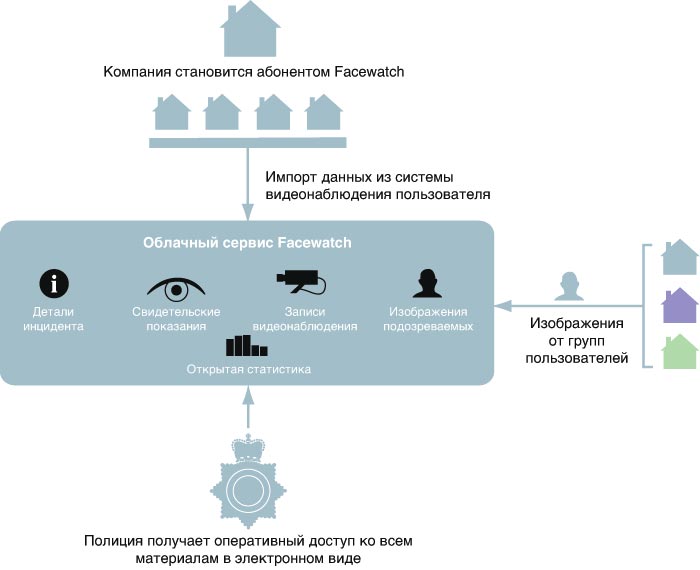 Компания становится абонентом Facewatch
Импорт данных из системы
видеонаблюдения пользователя
Облачный сервис Facewatch
Детали
инцидента
Свидетельские
показания
Записи
видеонаблюдения
Изображения
подозреваемых
Открытая статистика
Изображения
от групп
пользователей
Полиция получает оперативный доступ ко всем
материалам в электронном виде